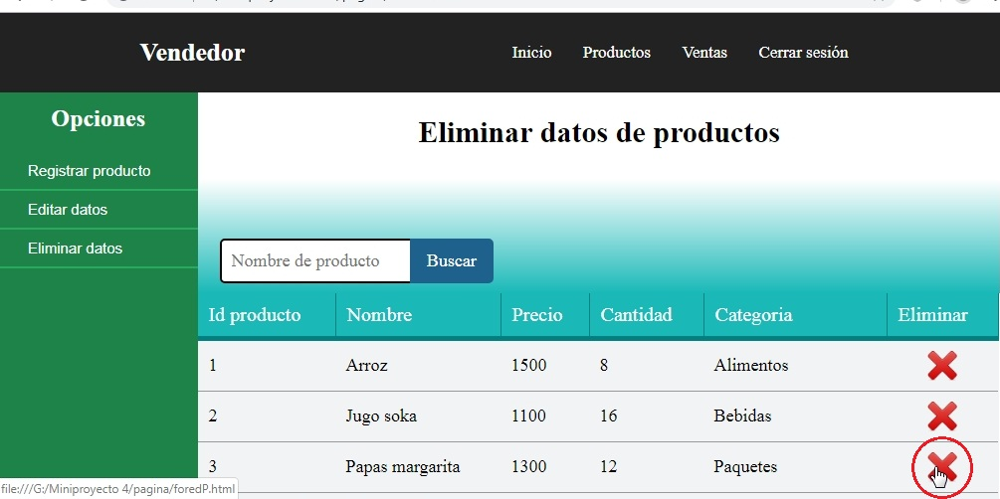 Vendedor Inicio Productos Ventas Cerrar sesión
Opciones
Eliminar datos de productos
Registrar producto
Editar datos
Eliminar datos
Nombre de producto Buscar
Id producto Nombre Precio Cantidad Categoria Eliminar
1 Arroz 1500 8 Alimentos
2 Jugo soka 1100 16 Bebidas
3 Papas margarita 1300 12 Paquetes
file:///G:/Miniproyecto 4/pagina/foredP.html